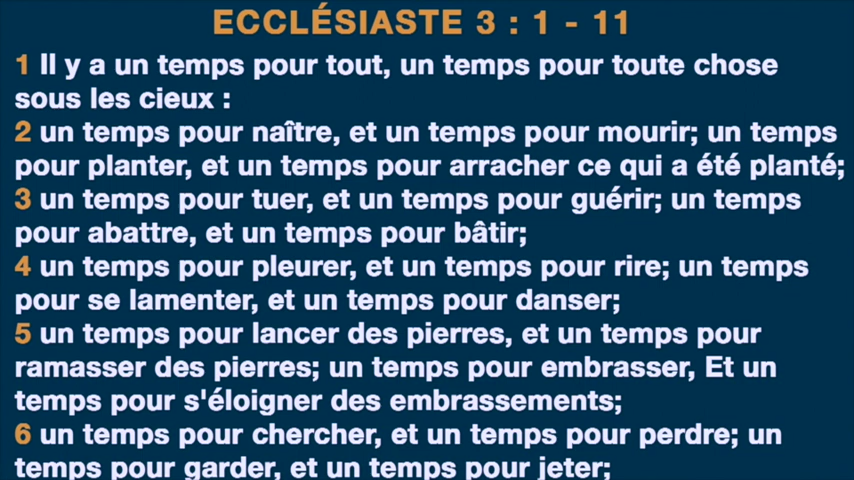 ECCLÉSIASTE 3 : 1 - 11
1 Il y a un temps pour tout, un temps pour toute chose
sous les cieux :
2 un temps pour naître, et un temps pour mourir; un temps
pour planter, et un temps pour arracher ce qui a été planté;
3 un temps pour tuer, et un temps pour guérir; un temps
pour abattre, et un temps pour bâtir;
4 un temps pour pleurer, et un temps pour rire; un temps
pour se lamenter, et un temps pour danser;
5 un temps pour lancer des pierres, et un temps pour
ramasser des pierres; un temps pour embrasser, Et un
temps pour s'éloigner des embrassements;
6 un temps pour chercher, et un temps pour perdre; un
temps pour garder, et un temps pour jeter;